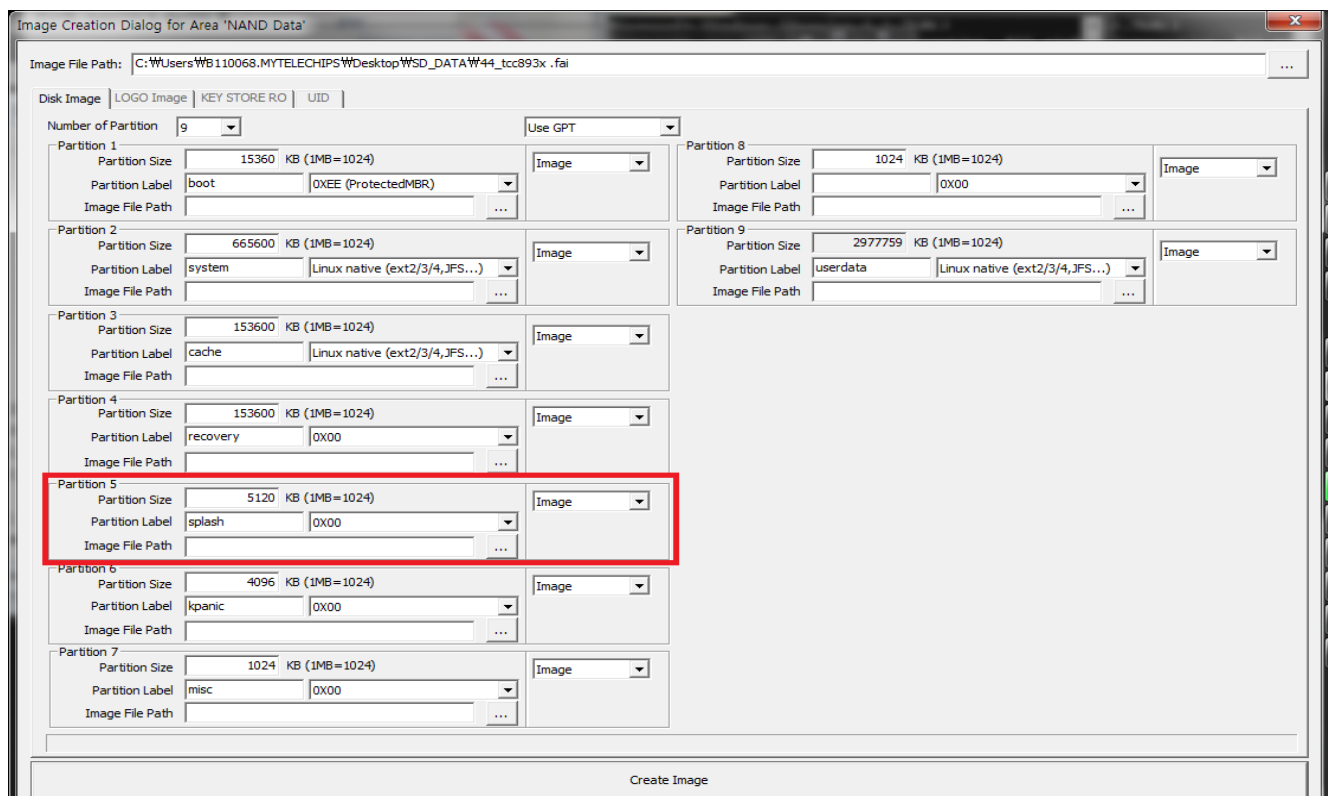 Image Creation Dialog for Area 'NAND Data'
Image File Path: C:₩Users₩B110068.MYTELECHIPS₩Desktop₩SD_DATA₩44_tcc893x .fai ...
Disk Image LOGO Image KEY STORE RO UID
Number of Partition 9 Use GPT
Partition 1
Partition Size 15360 KB (1MB=1024) Image
Partition Label boot 0XEE (ProtectedMBR)
Image File Path ...
Partition 2
Partition Size 665600 KB (1MB=1024) Image
Partition Label system Linux native (ext2/3/4,JFS...)
Image File Path ...
Partition 3
Partition Size 153600 KB (1MB=1024) Image
Partition Label cache Linux native (ext2/3/4,JFS...)
Image File Path ...
Partition 4
Partition Size 153600 KB (1MB=1024) Image
Partition Label recovery 0X00
Image File Path ...
Partition 5
Partition Size 5120 KB (1MB=1024) Image
Partition Label splash 0X00
Image File Path ...
Partition 6
Partition Size 4096 KB (1MB=1024) Image
Partition Label kpanic 0X00
Image File Path ...
Partition 7
Partition Size 1024 KB (1MB=1024) Image
Partition Label misc 0X00
Image File Path ...
Partition 8
Partition Size 1024 KB (1MB=1024) Image
Partition Label 0X00
Image File Path ...
Partition 9
Partition Size 2977759 KB (1MB=1024) Image
Partition Label userdata Linux native (ext2/3/4,JFS...)
Image File Path ...
Create Image